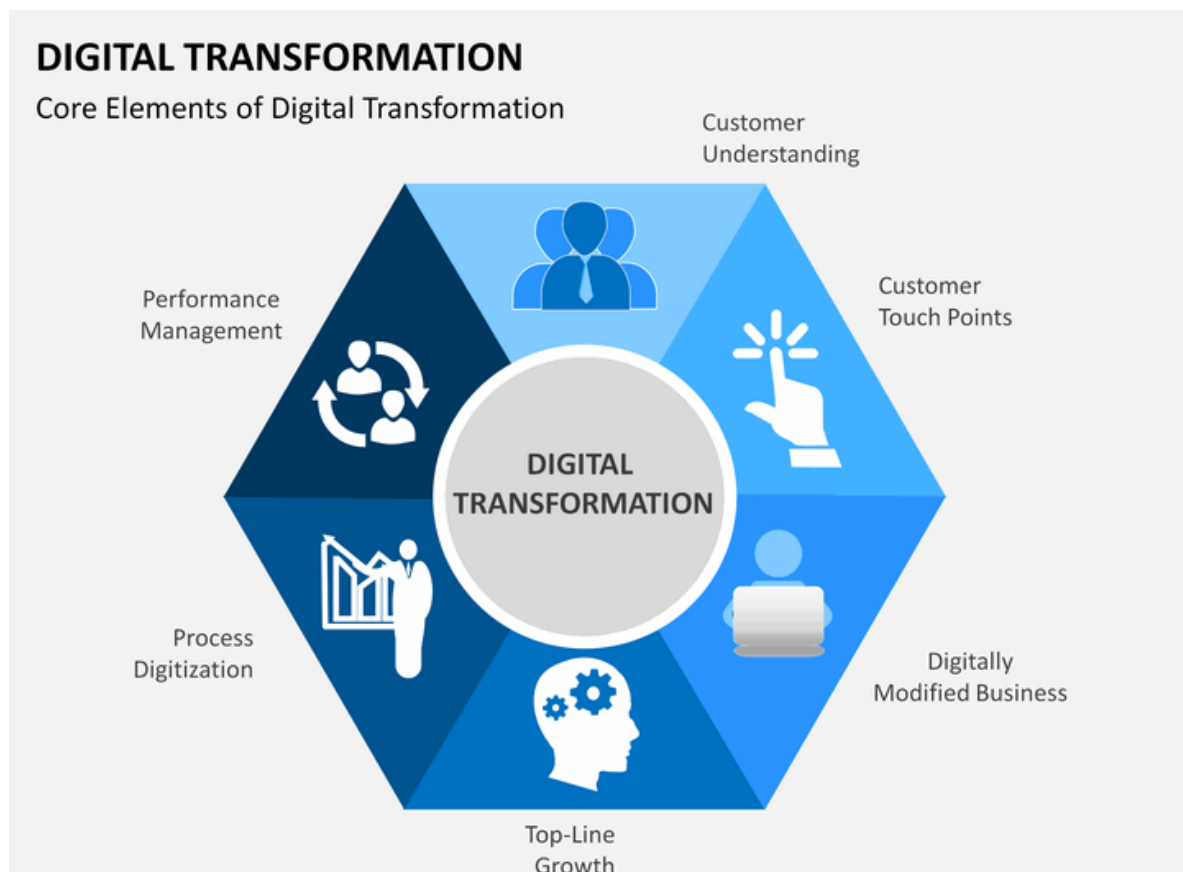 DIGITAL TRANSFORMATION
Core Elements of Digital Transformation
Customer
Understanding
Customer
Touch Points
Performance
Management
DIGITAL
TRANSFORMATION
Process
Digitization
Digitally
Modified Business
Top-Line
Growth